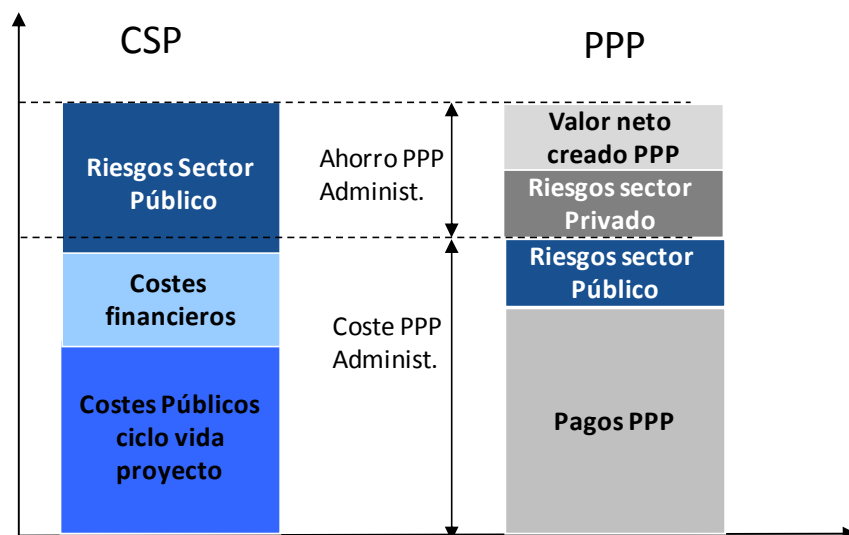 CSP
PPP
Riesgos Sector
Público
Costes
financieros
Costes Públicos
ciclo vida
proyecto
Ahorro PPP
Administ.
Coste PPP
Administ.
Valor neto
creado PPP
Riesgos sector
Privado
Riesgos sector
Público
Pagos PPP